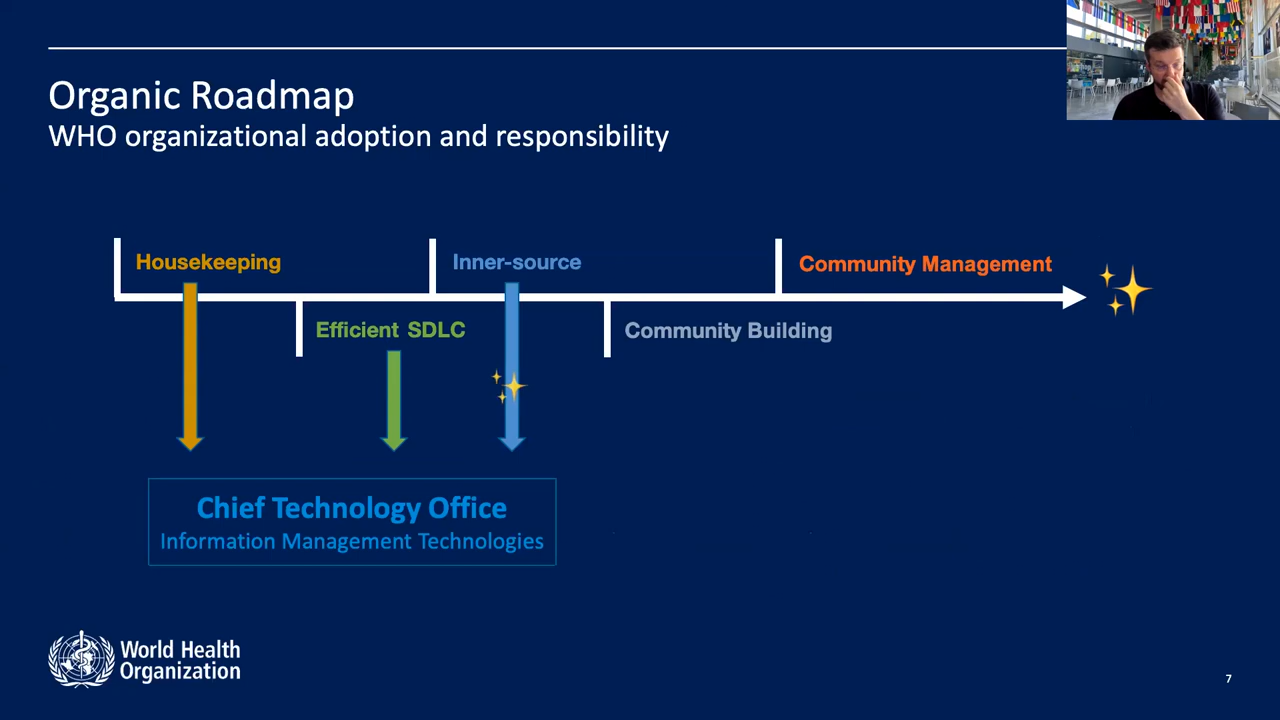 Organic Roadmap
WHO organizational adoption and responsibility
Housekeeping
Inner-source
Community Management
Efficient SDLC
Community Building
Chief Technology Office
Information Management Technologies
World Health
Organization
7